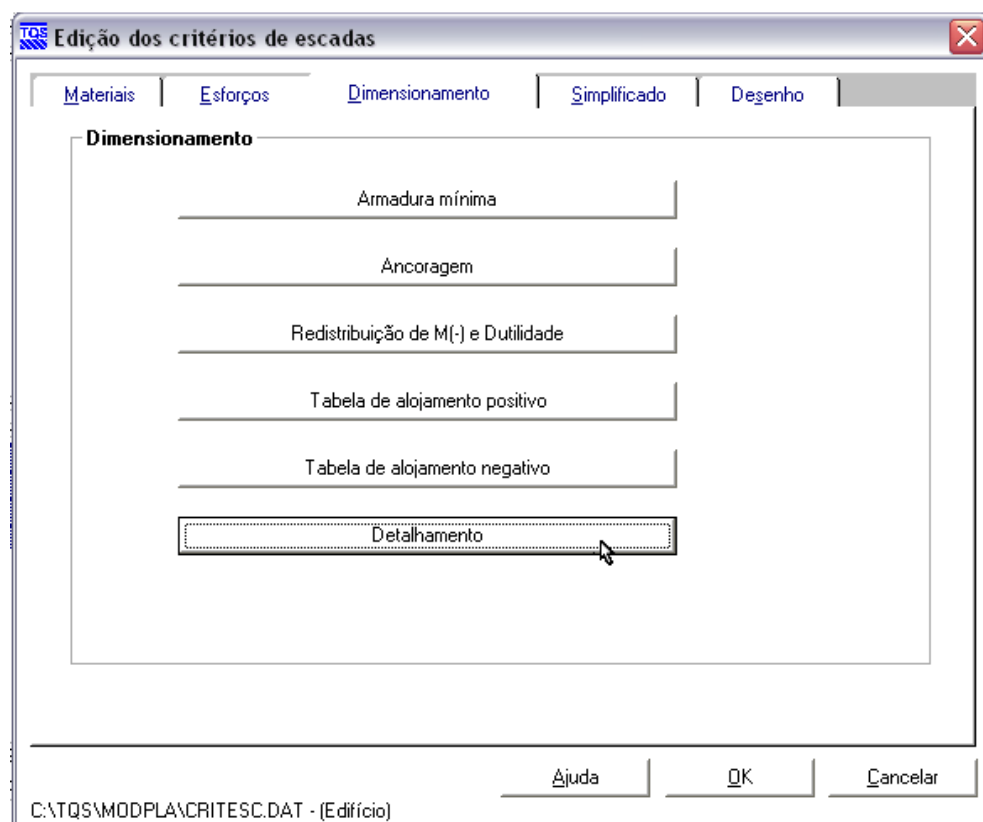 TQS Edição dos critérios de escadas
Materiais Esforços Dimensionamento Simplificado Desenho
Dimensionamento
Armadura mínima
Ancoragem
Redistribuição de M(-) e Dutilidade
Tabela de alojamento positivo
Tabela de alojamento negativo
Detalhamento
Ajuda OK Cancelar
C:\TQS\MODPLA\CRITESC.DAT - (Edifício)